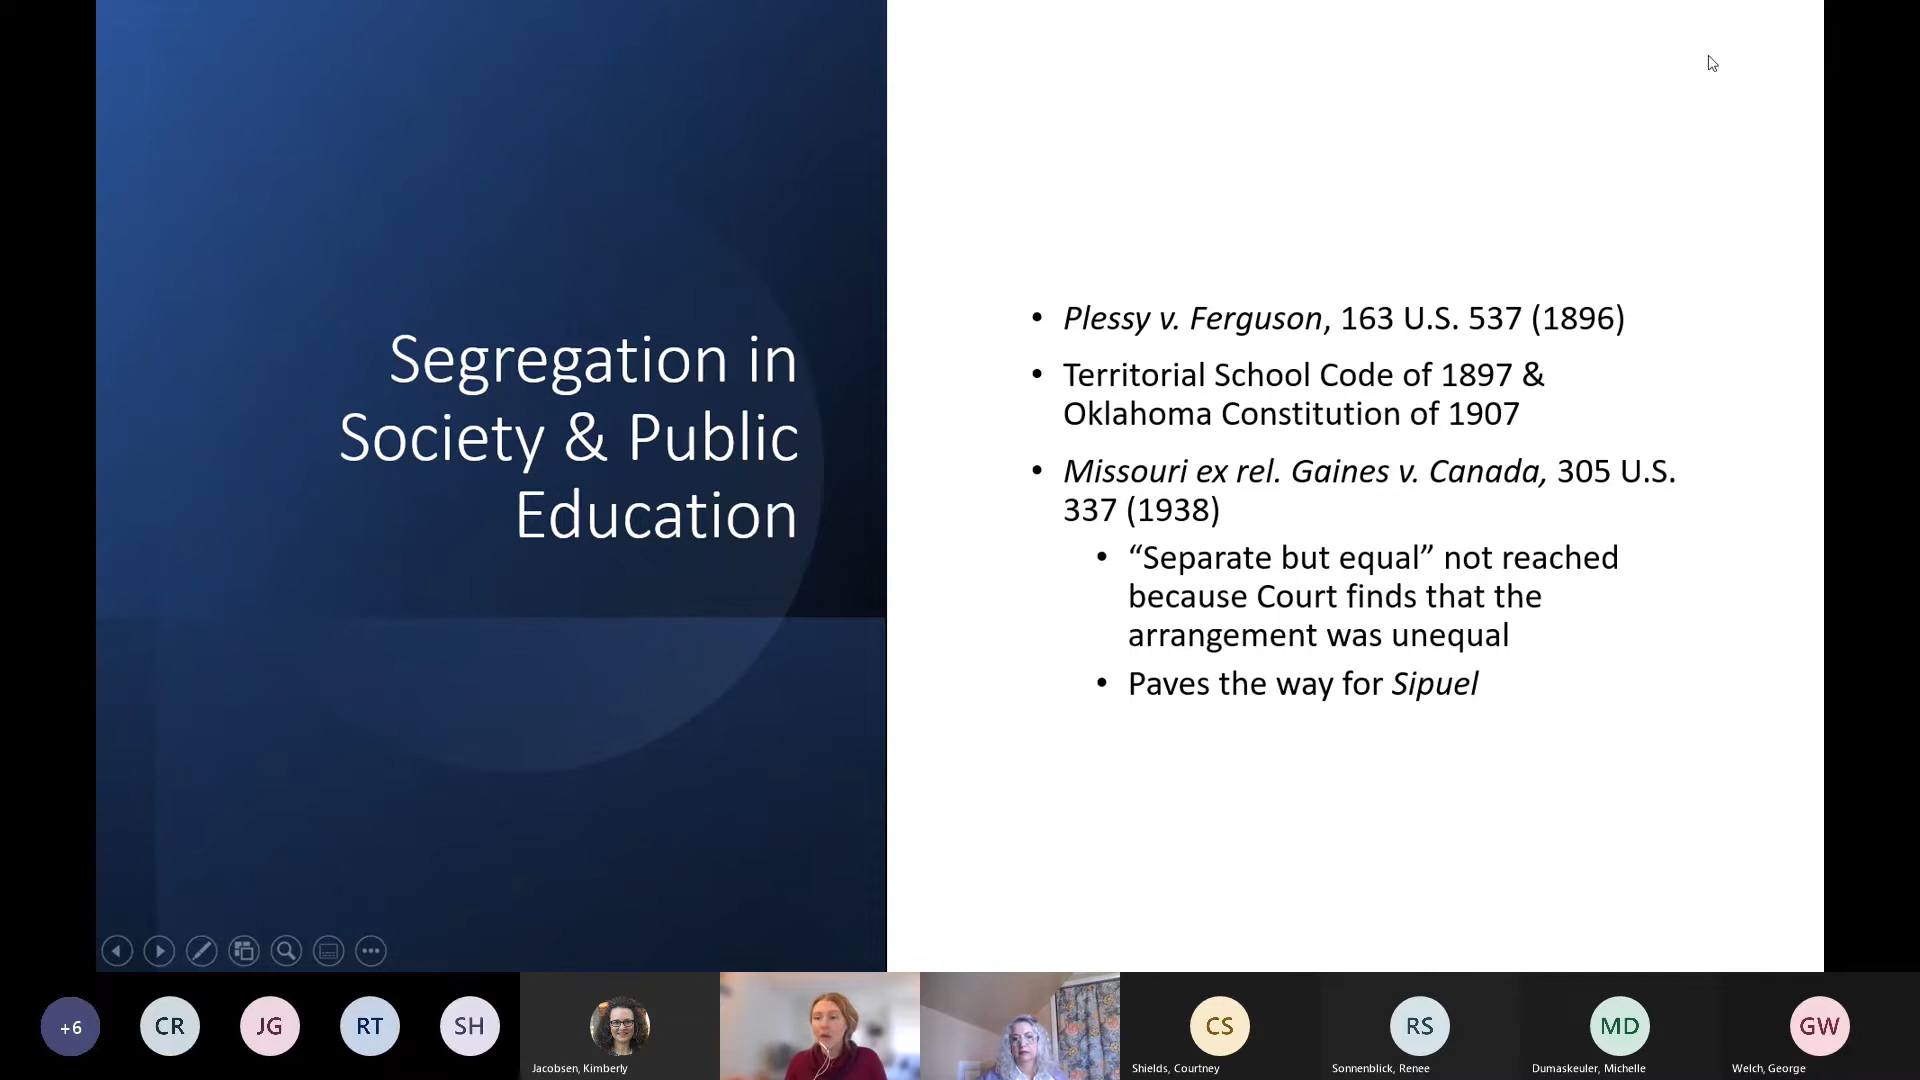 Segregation in
Society & Public
Education
• Plessy v. Ferguson, 163 U.S. 537 (1896)
• Territorial School Code of 1897 &
Oklahoma Constitution of 1907
• Missouri ex rel. Gaines v. Canada, 305 U.S.
337 (1938)
• “Separate but equal” not reached
because Court finds that the
arrangement was unequal
• Paves the way for Sipuel
+6
CR
JG
RT
SH
Jacobsen, Kimberly
CS
Shields, Courtney
RS
Sonnenblick, Renee
MD
Dumaskeuler, Michelle
GW
Welch, George